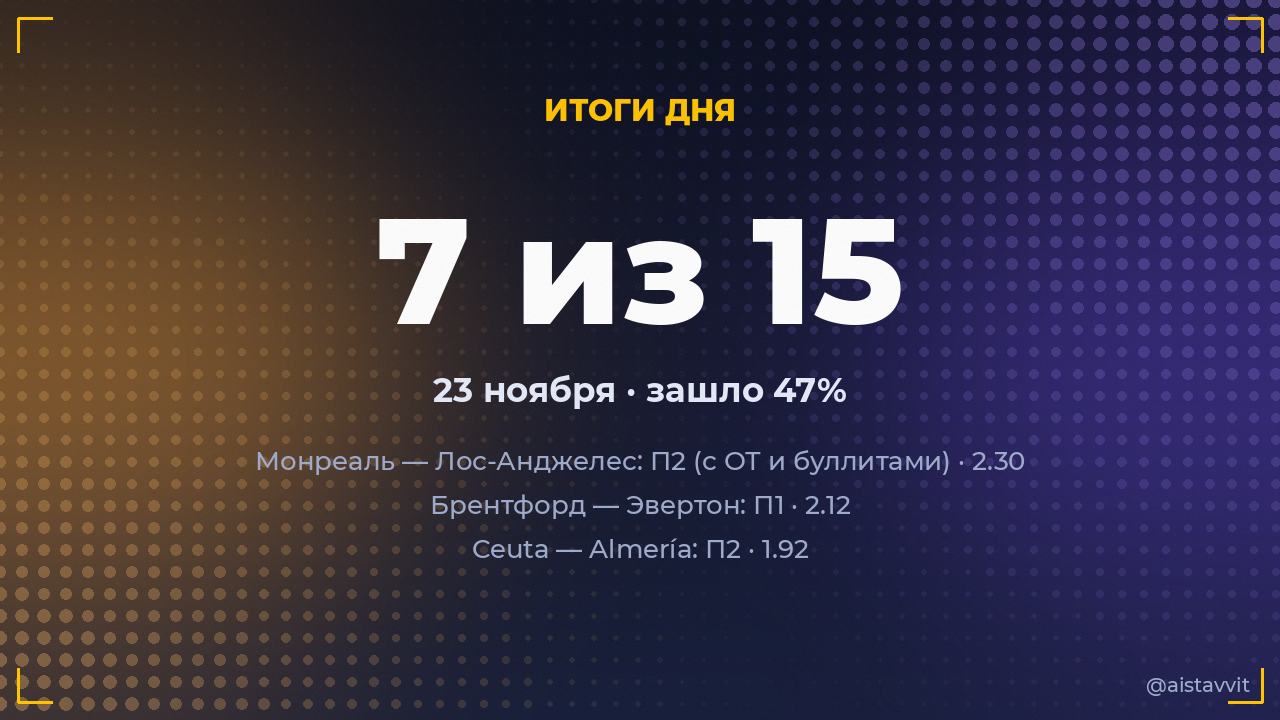 ИТОГИ ДНЯ
7 из 15
23 ноября · зашло 47%
Монреаль — Лос-Анджелес: П2 (с ОТ и буллитами) · 2.30
Брентфорд — Эвертон: П1 · 2.12
Ceuta — Almería: П2 · 1.92
@aistavvit